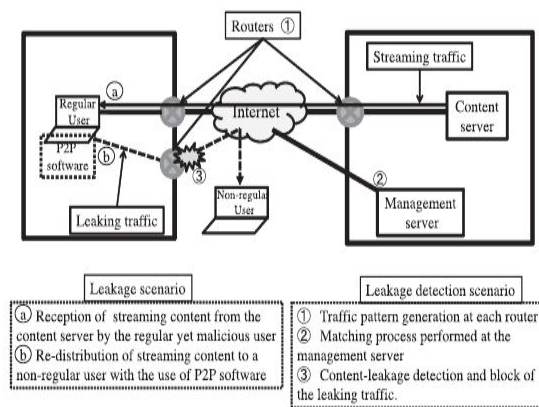 Routers ①
Streaming traffic
ⓐ
Regular
User
Internet
Content
server
P2P
software
ⓑ
③
②
Non-regular
User
Management
server
Leaking traffic
Leakage scenario
ⓐ Reception of streaming content from the
content server by the regular yet malicious user
ⓑ Re-distribution of streaming content to a
non-regular user with the use of P2P software
Leakage detection scenario
① Traffic pattern generation at each router
② Matching process performed at the
management server
③ Content-leakage detection and block of
the leaking traffic.